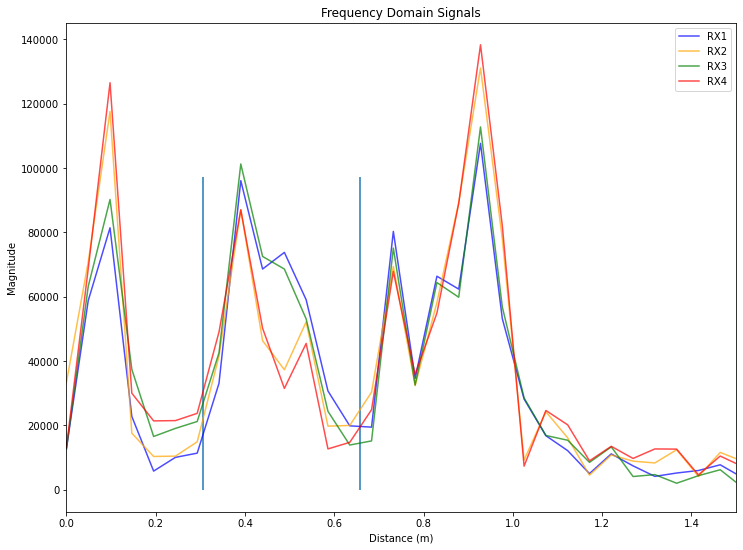 Frequency Domain Signals
RX1
RX2
RX3
RX4
Magnitude
140000
120000
100000
80000
60000
40000
20000
0
0.0 0.2 0.4 0.6 0.8 1.0 1.2 1.4
Distance (m)